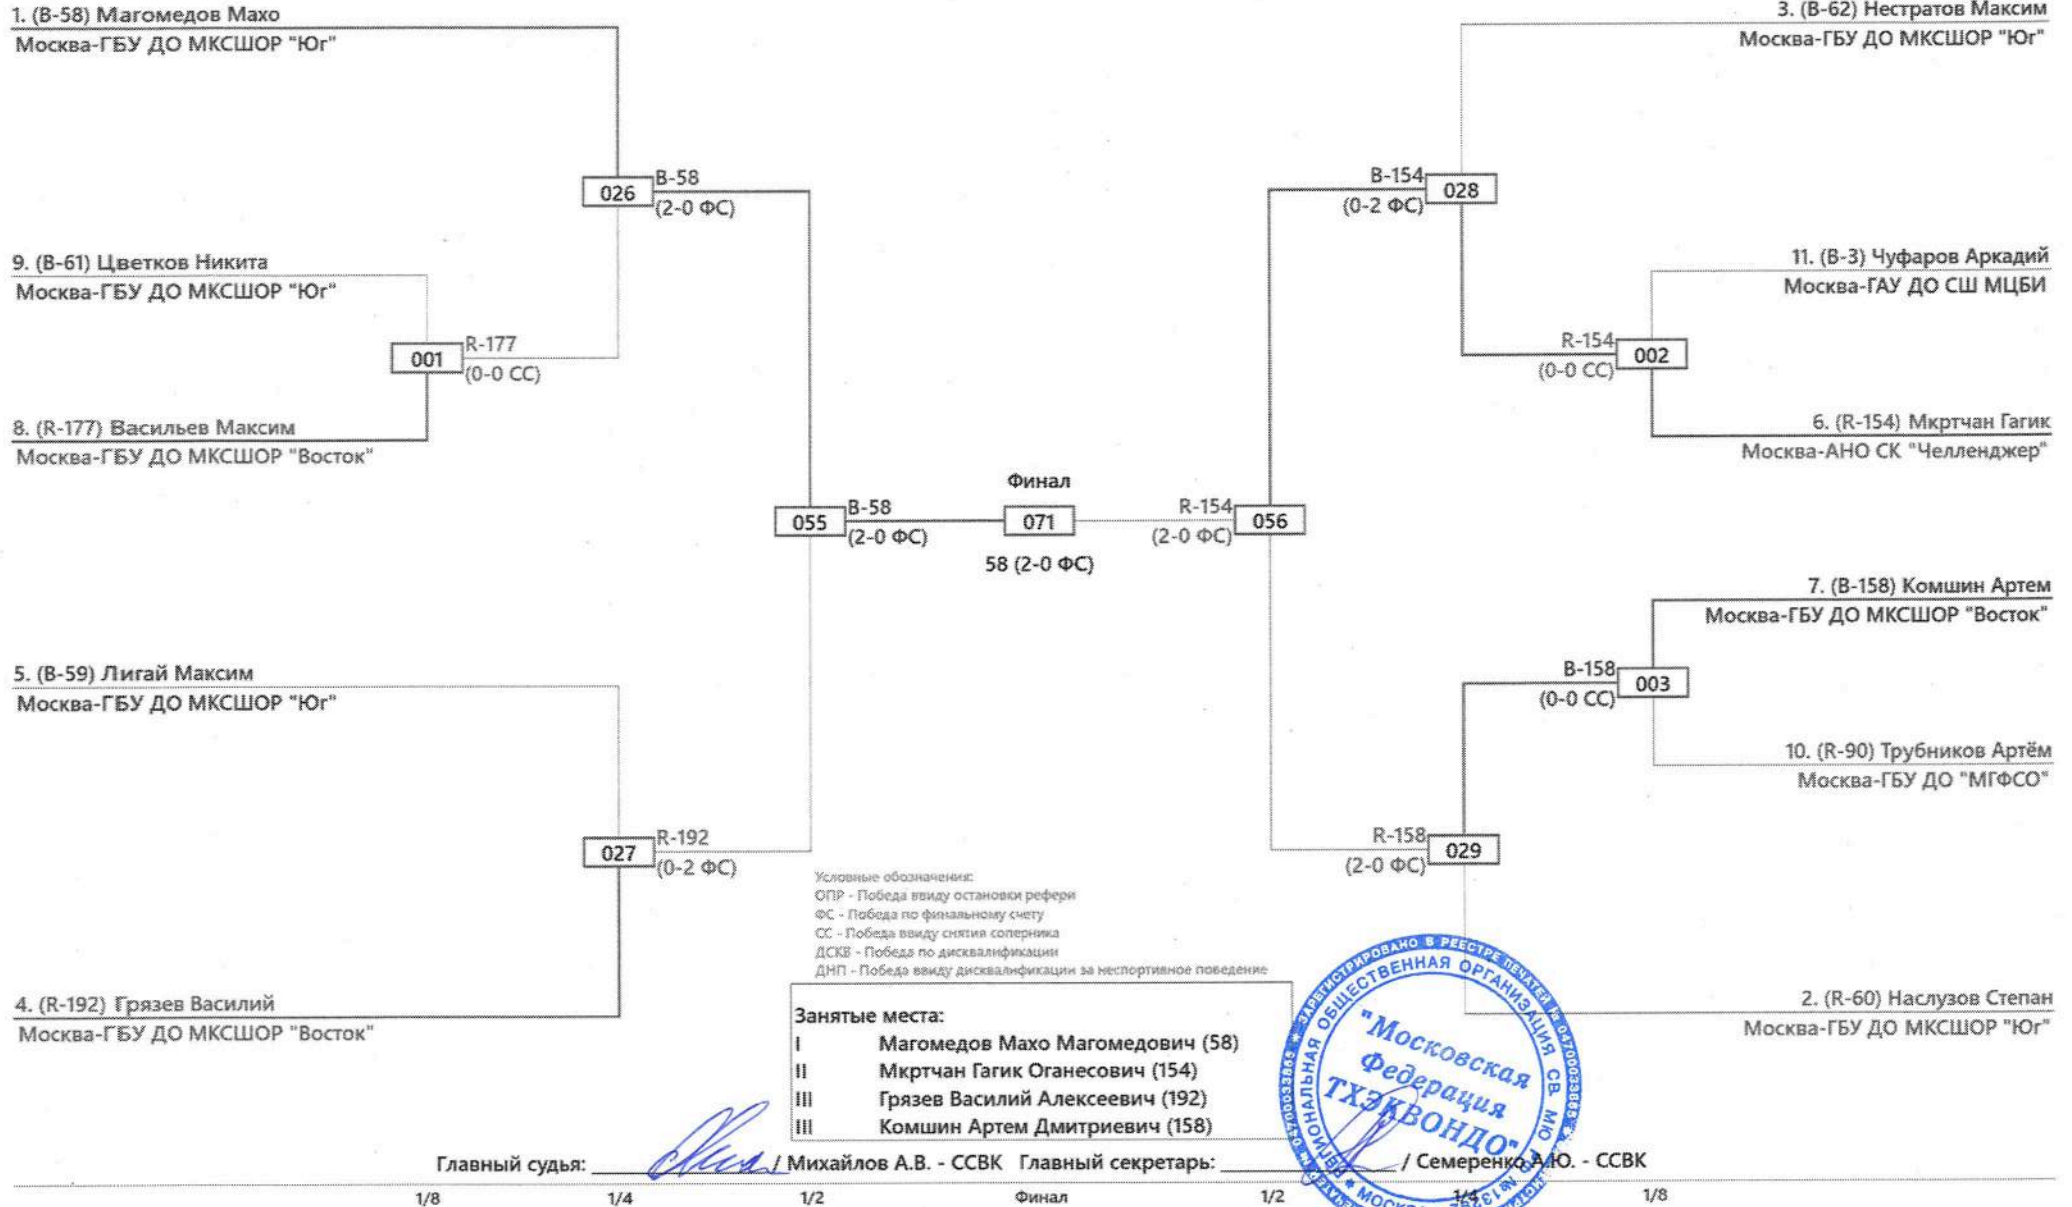 1. (B-58) Магомедов Махо
Москва-ГБУ ДО МКСШОР "Юг"
026
B-58
(2-0 ФС)
9. (B-61) Цветков Никита
Москва-ГБУ ДО МКСШОР "Юг"
001
R-177
(0-0 СС)
8. (R-177) Васильев Максим
Москва-ГБУ ДО МКСШОР "Восток"
055
B-58
(2-0 ФС)
5. (B-59) Лигай Максим
Москва-ГБУ ДО МКСШОР "Юг"
027
R-192
(0-2 ФС)
4. (R-192) Грязев Василий
Москва-ГБУ ДО МКСШОР "Восток"
Финал
071
58 (2-0 ФС)
3. (B-62) Нестратов Максим
Москва-ГБУ ДО МКСШОР "Юг"
B-154
(0-2 ФС)
028
11. (B-3) Чуфаров Аркадий
Москва-ГАУ ДО СШ МЦБИ
R-154
(0-0 СС)
002
6. (R-154) Мкртчан Гагик
Москва-АНО СК "Челленджер"
R-154
(2-0 ФС)
056
7. (B-158) Комшин Артем
Москва-ГБУ ДО МКСШОР "Восток"
B-158
(0-0 СС)
003
10. (R-90) Трубников Артём
Москва-ГБУ ДО "МГФСО"
R-158
(2-0 ФС)
029
2. (R-60) Наслузов Степан
Москва-ГБУ ДО МКСШОР "Юг"
Условные обозначения:
ОПР - Победа ввиду остановки рефери
ФС - Победа по финальному счету
СС - Победа ввиду снятия соперника
ДСКВ - Победа по дисквалификации
ДНП - Победа ввиду дисквалификации за неспортивное поведение
Занятые места:
I Магомедов Махо Магомедович (58)
II Мкртчан Гагик Оганесович (154)
III Грязев Василий Алексеевич (192)
III Комшин Артем Дмитриевич (158)
ЗАРЕГИСТРИРОВАНО В РЕЕСТРЕ ПЕЧАТЕЙ
РЕГИОНАЛЬНАЯ ОБЩЕСТВЕННАЯ ОРГАНИЗАЦИЯ
"Московская
Федерация
ТХЭКВОНДО"
Главный судья: / Михайлов А.В. - ССВК Главный секретарь: / Семеренко А.Ю. - ССВК
1/8 1/4 1/2 Финал 1/2 1/4 1/8